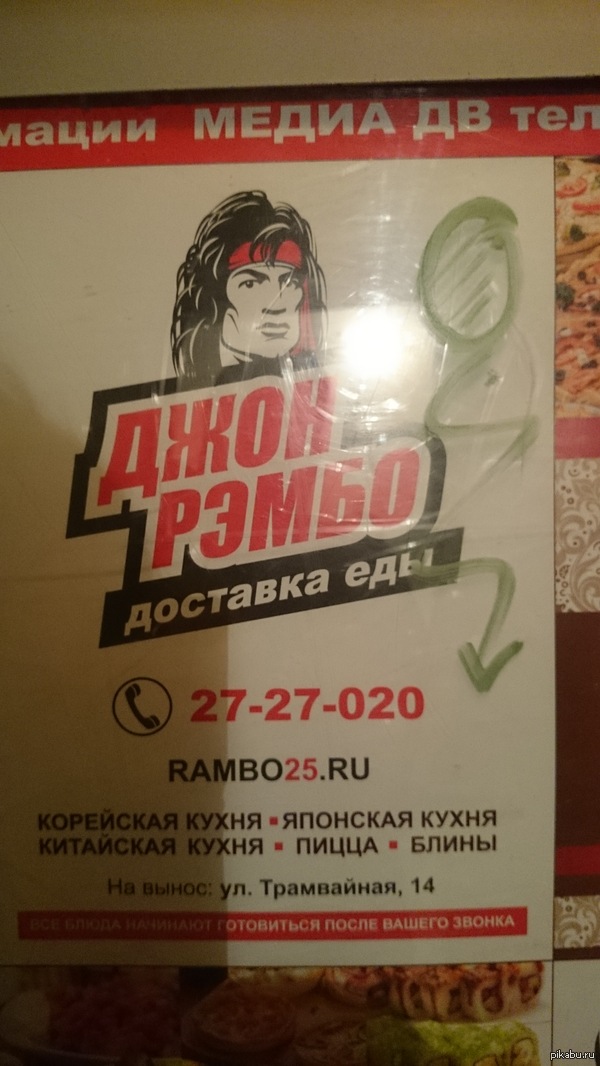 мации МЕДИА ДВ тел
ДЖОН
РЭМБО
доставка еды
27-27-020
RAMBO25.RU
КОРЕЙСКАЯ КУХНЯ ▪ ЯПОНСКАЯ КУХНЯ
КИТАЙСКАЯ КУХНЯ ▪ ПИЦЦА ▪ БЛИНЫ
На вынос: ул. Трамвайная, 14
ВСЕ БЛЮДА НАЧИНАЮТ ГОТОВИТЬСЯ ПОСЛЕ ВАШЕГО ЗВОНКА
pikabu.ru